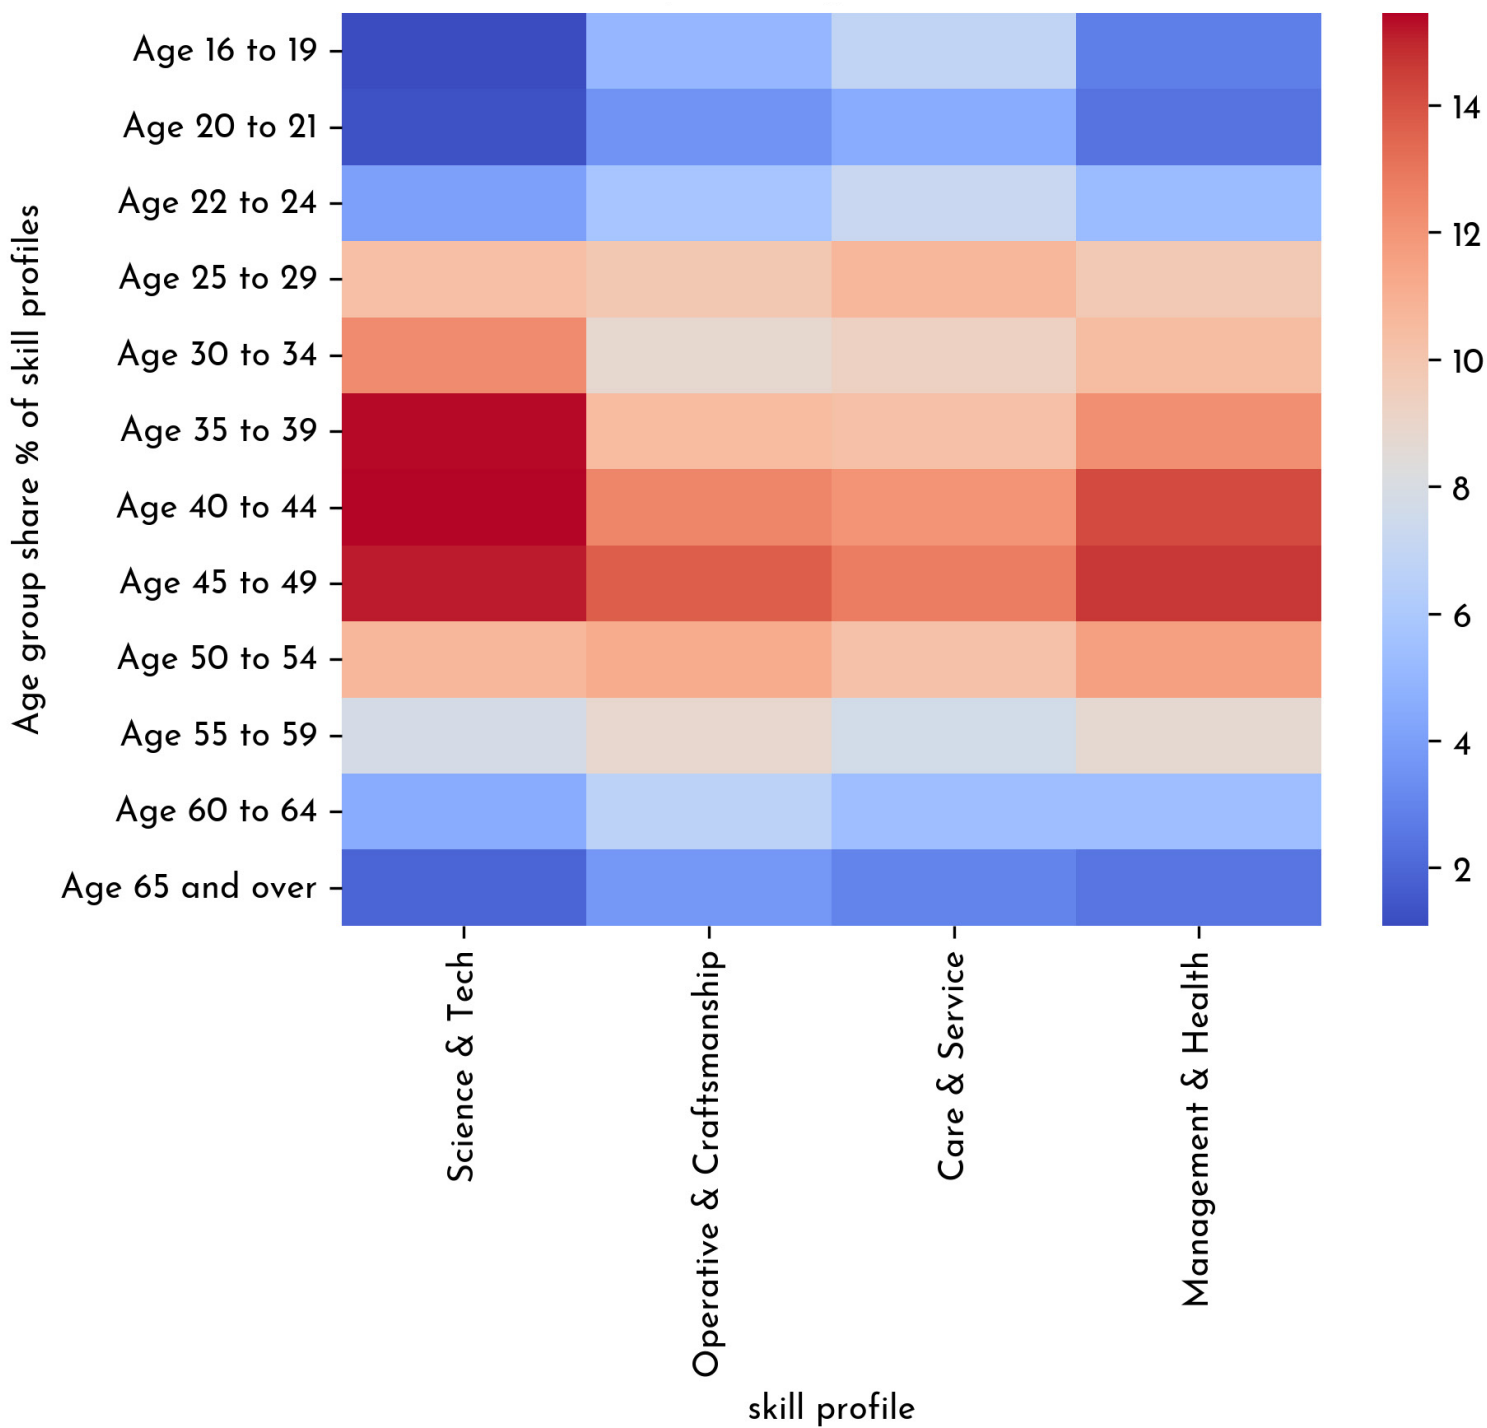 Age group share % of skill profiles
Age 16 to 19
Age 20 to 21
Age 22 to 24
Age 25 to 29
Age 30 to 34
Age 35 to 39
Age 40 to 44
Age 45 to 49
Age 50 to 54
Age 55 to 59
Age 60 to 64
Age 65 and over
Science & Tech
Operative & Craftsmanship
Care & Service
Management & Health
skill profile
14
12
10
8
6
4
2